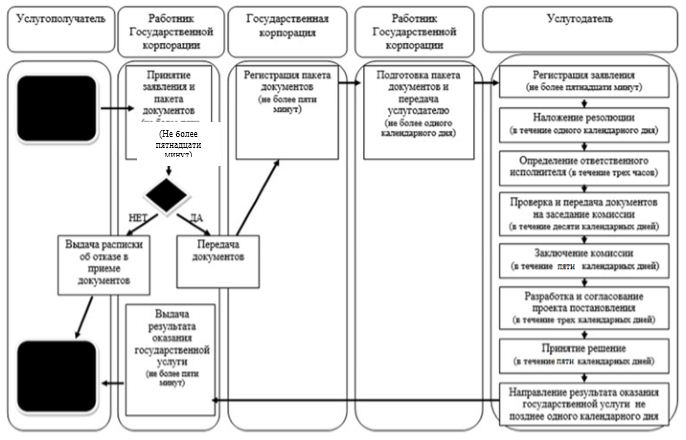 Услугополучатель
Работник
Государственной
корпорации
Государственная
корпорация
Работник
Государственной
корпорации
Услугодатель
Принятие
заявления и
пакета
документов
(Не более
пятнадцати
минут)
НЕТ
ДА
Выдача расписки
об отказе в
приеме
документов
Передача
документов
Выдача
результата
оказания
государственной
услуги
(не более пяти
минут)
Регистрация пакета
документов
(не более пяти
минут)
Подготовка пакета
документов и
передача
услугодателю
(не более одного
календарного дня)
Регистрация заявления
(не более пятнадцати минут)
Наложение резолюции
(в течение одного календарного дня)
Определение ответственного
исполнителя (в течение трех часов)
Проверка и передача документов
на заседание комиссии
(в течение десяти календарных дней)
Заключение комиссии
(в течение пяти календарных дней)
Разработка и согласование
проекта постановления
(в течение трех календарных дней)
Принятие решение
(в течение пяти календарных дней)
Направление результата оказания
государственной услуги не
позднее одного календарного дня